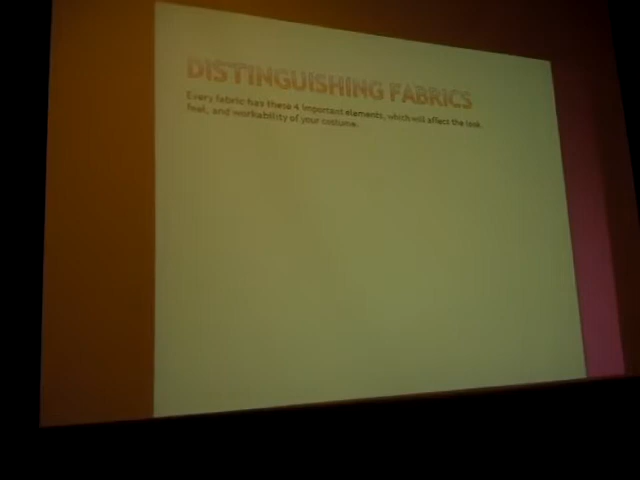 DISTINGUISHING FABRICS
Every fabric has these 4 important elements, which will affect the look,
feel, and workability of your costume.